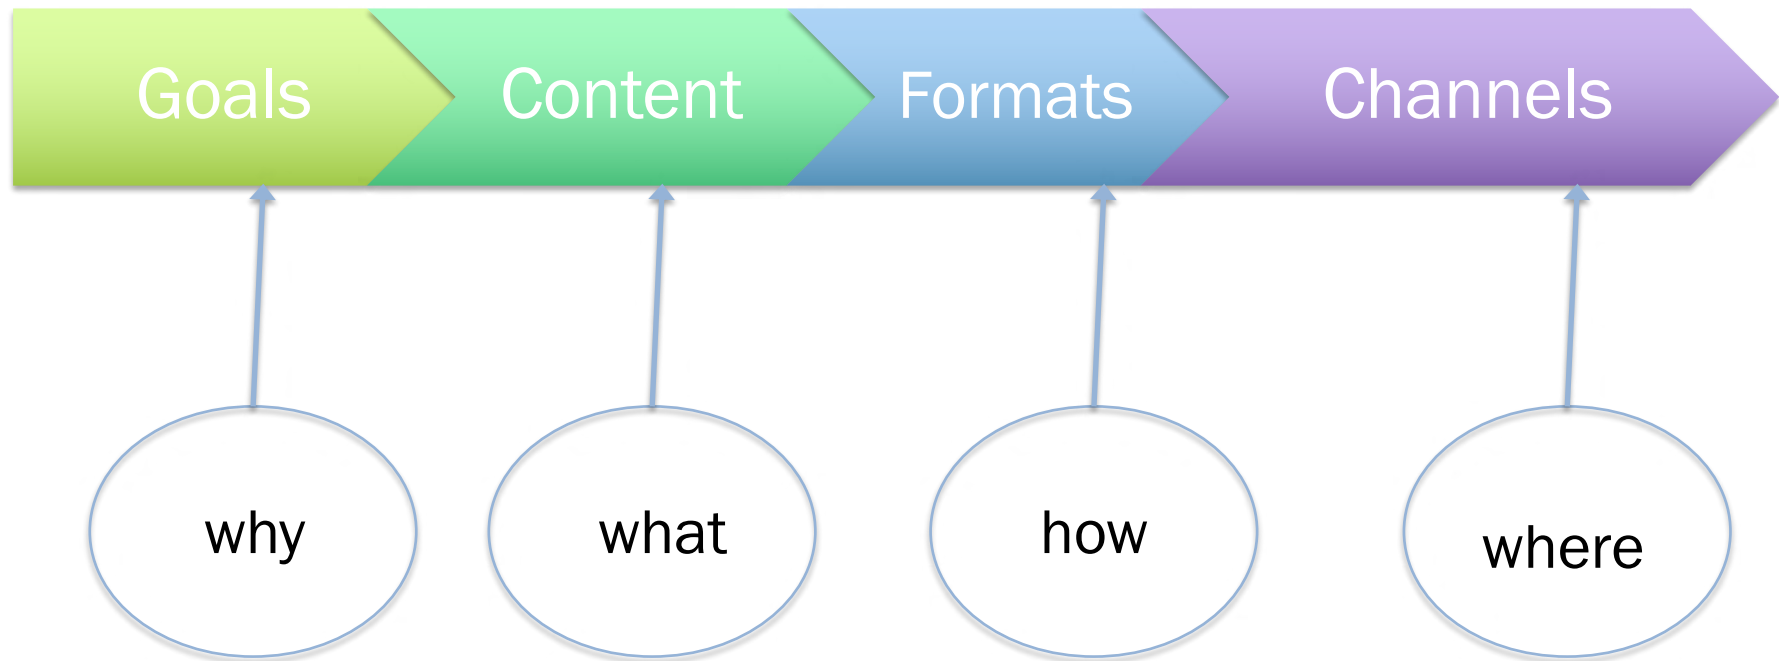 Goals
Content
Formats
Channels
why
what
how
where